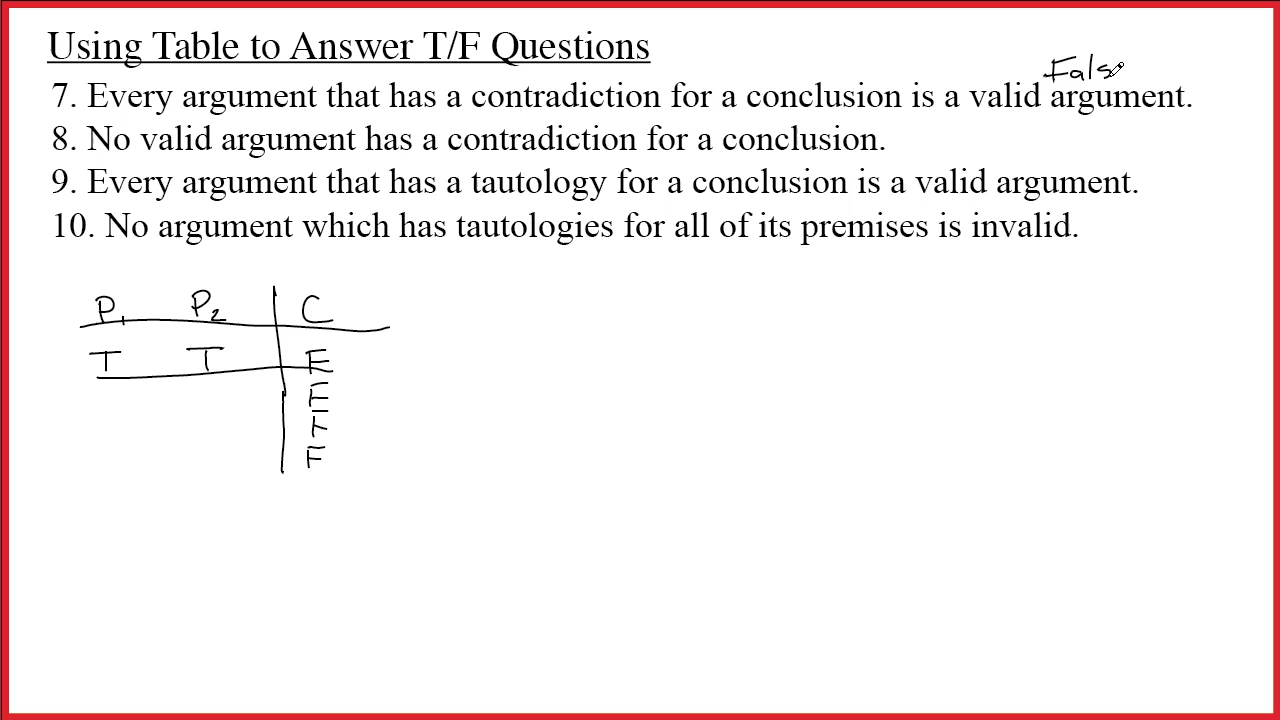 Using Table to Answer T/F Questions
Fals
7. Every argument that has a contradiction for a conclusion is a valid argument.
8. No valid argument has a contradiction for a conclusion.
9. Every argument that has a tautology for a conclusion is a valid argument.
10. No argument which has tautologies for all of its premises is invalid.
P₁ P₂ C
T T F
F
F
F